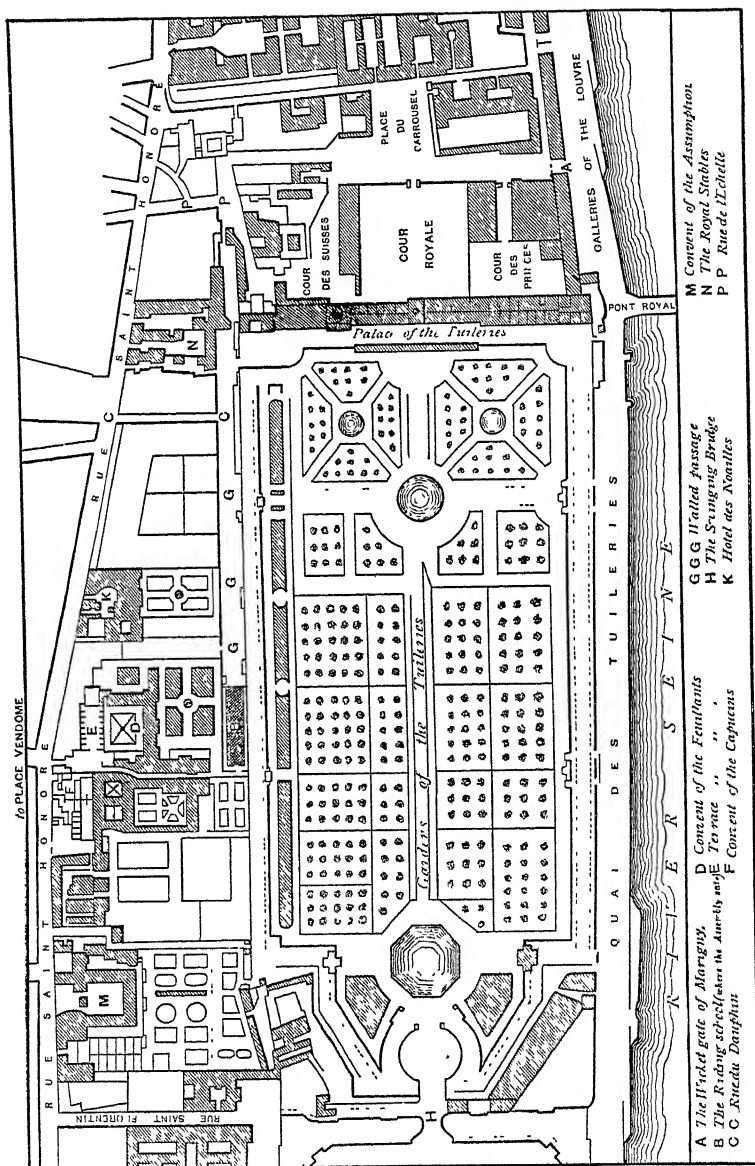 to PLACE VENDOME
RUE SAINT HONORE
RUE SAINT HONORE
RUE SAINT FLORENTIN
M
E
D
K
B
G G G
C
C
N
P
P
COUR DES SUISSES
PLACE DU CARROUSEL
COUR ROYALE
COUR DES PRINCES
A
GALLERIES OF THE LOUVRE
PONT ROYAL
Palace of the Tuileries
Gardens of the Tuileries
H
QUAI DES TUILERIES
RIVER SEINE
A The Wicket gate of Marigny.
B The Riding school (where the Assembly sat)
C C Rue du Dauphin
D Convent of the Feuillants
E Terrace ,, ,, ,
F Convent of the Capucins
G G G Walled passage
H The Swinging Bridge
K Hotel des Noailles
M Convent of the Assumption
N The Royal Stables
P P Rue de l'Echelle